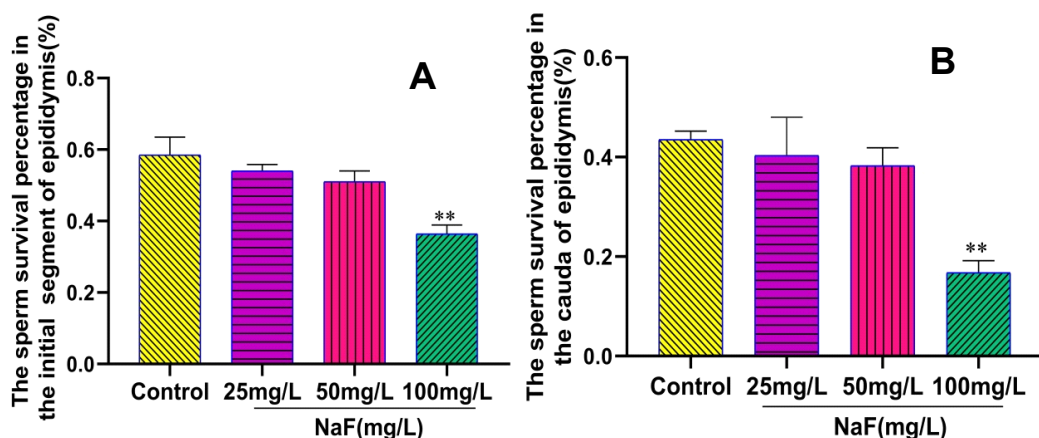 The sperm survival percentage in
the initial segment of epididymis(%)
A
0.8
0.6
0.4
0.2
0.0
**
Control 25mg/L 50mg/L 100mg/L
NaF(mg/L)
The sperm survival percentage in
the cauda of epididymis(%)
B
0.6
0.4
0.2
0.0
**
Control 25mg/L 50mg/L 100mg/L
NaF(mg/L)